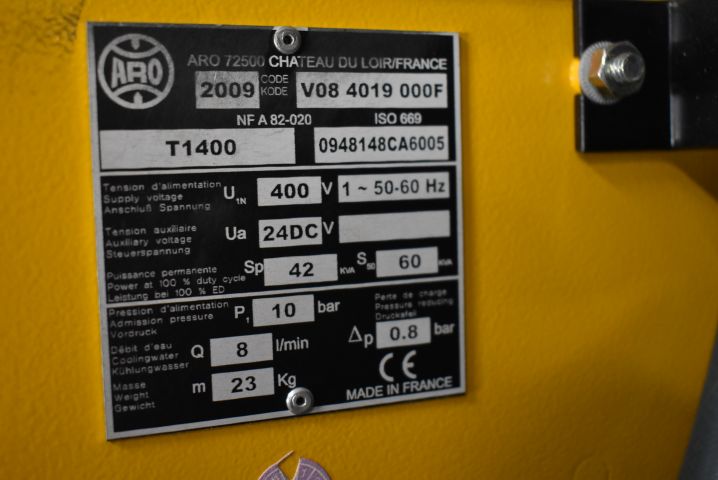 ARO
ARO 72500 CHATEAU DU LOIR/FRANCE
2009 CODE KODE V08 4019 000F
NF A 82-020 ISO 669
T1400 0948148CA6005
Tension d'alimentation
Supply voltage
Anschluß Spannung
U1N 400 V 1 ~ 50-60 Hz
Tension auxiliaire
Auxiliary voltage
Steuerspannung
Ua 24DC V
Puissance permanente
Power at 100 % duty cycle
Leistung bei 100 % ED
Sp 42 KVA S50 60 KVA
Pression d'alimentation
Admission pressure
Vordruck
P1 10 bar
Perte de charge
Pressure reducing
Druckafell
Δp 0.8 bar
Débit d'eau
Coolingwater
Kühlungwasser
Q 8 l/min
Masse
Weight
Gewicht
m 23 Kg
CE
MADE IN FRANCE